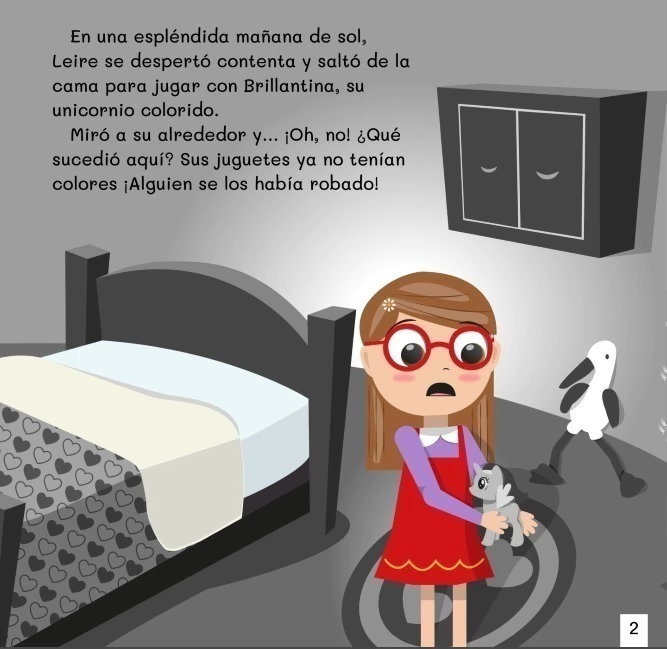 En una espléndida mañana de sol,
Leire se despertó contenta y saltó de la
cama para jugar con Brillantina, su
unicornio colorido.
Miró a su alrededor y... ¡Oh, no! ¿Qué
sucedió aquí? Sus juguetes ya no tenían
colores ¡Alguien se los había robado!
2